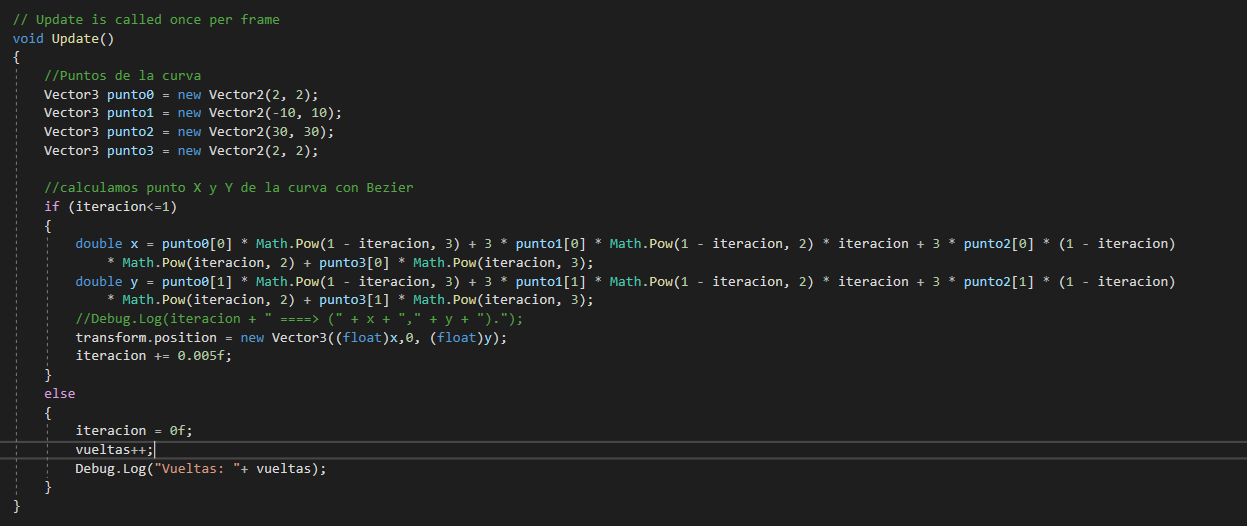 // Update is called once per frame
void Update()
{
    //Puntos de la curva
    Vector3 punto0 = new Vector2(2, 2);
    Vector3 punto1 = new Vector2(-10, 10);
    Vector3 punto2 = new Vector2(30, 30);
    Vector3 punto3 = new Vector2(2, 2);

    //calculamos punto X y Y de la curva con Bezier
    if (iteracion<=1)
    {
        double x = punto0[0] * Math.Pow(1 - iteracion, 3) + 3 * punto1[0] * Math.Pow(1 - iteracion, 2) * iteracion + 3 * punto2[0] * (1 - iteracion)
            * Math.Pow(iteracion, 2) + punto3[0] * Math.Pow(iteracion, 3);
        double y = punto0[1] * Math.Pow(1 - iteracion, 3) + 3 * punto1[1] * Math.Pow(1 - iteracion, 2) * iteracion + 3 * punto2[1] * (1 - iteracion)
            * Math.Pow(iteracion, 2) + punto3[1] * Math.Pow(iteracion, 3);
        //Debug.Log(iteracion + " ====> (" + x + "," + y + ").");
        transform.position = new Vector3((float)x,0, (float)y);
        iteracion += 0.005f;
    }
    else
    {
        iteracion = 0f;
        vueltas++;
        Debug.Log("Vueltas: "+ vueltas);
    }
}